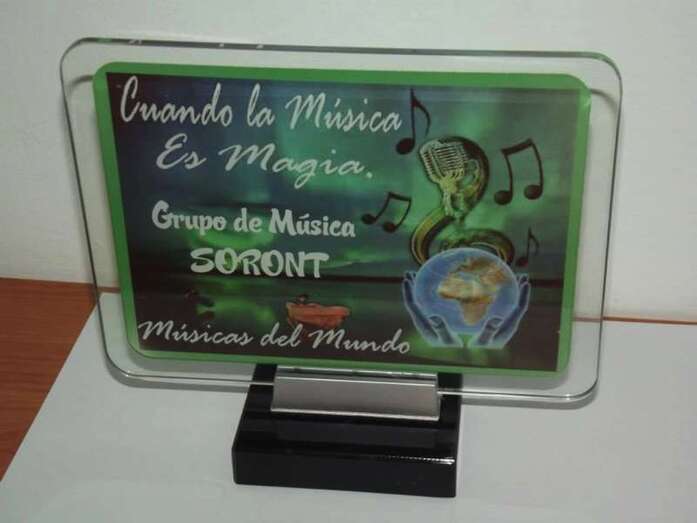 Cuando la Música
Es Magia.
Grupo de Música
SORONT
Músicas del Mundo